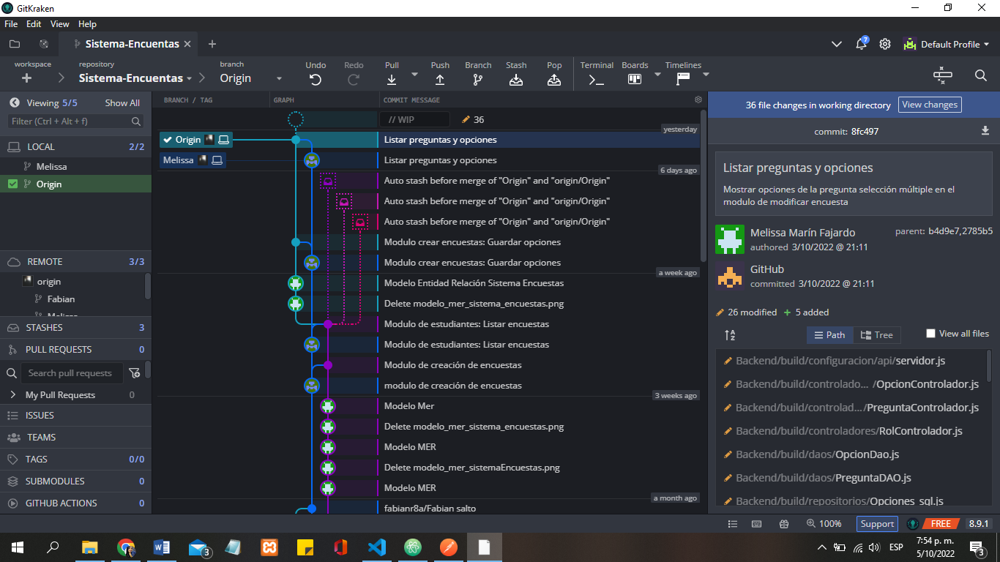 GitKraken
File Edit View Help
Sistema-Encuentas
7
Default Profile
workspace
repository
Sistema-Encuentas
branch
Origin
Undo
Redo
Pull
Push
Branch
Stash
Pop
Terminal
Boards
Timelines
Viewing 5/5 Show All
Filter (Ctrl + Alt + f)
LOCAL 2/2
Melissa
Origin
REMOTE 3/3
origin
Fabian
Melissa
STASHES 3
PULL REQUESTS 0
Search pull requests
My Pull Requests 0
ISSUES
TEAMS
TAGS 0/0
SUBMODULES 0
GITHUB ACTIONS 0
BRANCH / TAG GRAPH COMMIT MESSAGE
// WIP 36
yesterday
Origin Listar preguntas y opciones
Melissa Listar preguntas y opciones
6 days ago
Auto stash before merge of "Origin" and "origin/Origin"
Auto stash before merge of "Origin" and "origin/Origin"
Auto stash before merge of "Origin" and "origin/Origin"
Modulo crear encuestas: Guardar opciones
Modulo crear encuestas: Guardar opciones
a week ago
Modelo Entidad Relación Sistema Encuestas
Delete modelo_mer_sistema_encuestas.png
Modulo de estudiantes: Listar encuestas
Modulo de estudiantes: Listar encuestas
Modulo de creación de encuestas
modulo de creación de encuestas
3 weeks ago
Modelo Mer
Delete modelo_mer_sistema_encuestas.png
Modelo MER
Delete modelo_mer_sistemaEncuestas.png
Modelo MER
a month ago
fabianr8a/Fabian salto
36 file changes in working directory View changes
commit: 8fc497
Listar preguntas y opciones
Mostrar opciones de la pregunta selección múltiple en el
modulo de modificar encuesta
Melissa Marín Fajardo
authored 3/10/2022 @ 21:11
parent: b4d9e7,2785b5
GitHub
committed 3/10/2022 @ 21:11
26 modified + 5 added
Path Tree View all files
Backend/build/configuracion/api/servidor.js
Backend/build/controlado... /OpcionControlador.js
Backend/build/controlad... /PreguntaControlador.js
Backend/build/controladores/RolControlador.js
Backend/build/daos/OpcionDao.js
Backend/build/daos/PreguntaDAO.js
Backend/build/repositorios/Opciones_sql.js
100% Support FREE 8.9.1
3
ESP
7:54 p. m.
5/10/2022
3